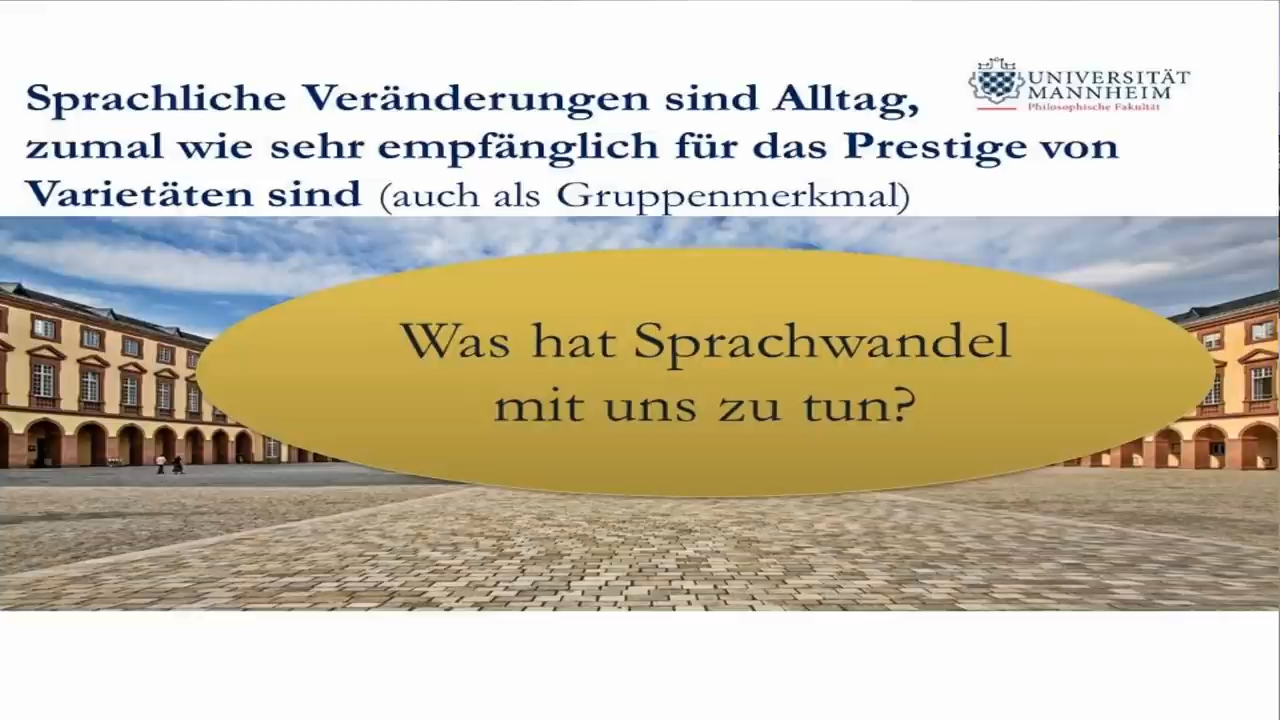 Sprachliche Veränderungen sind Alltag,
zumal wie sehr empfänglich für das Prestige von
Varietäten sind (auch als Gruppenmerkmal)
UNIVERSITÄT
MANNHEIM
Philosophische Fakultät
Was hat Sprachwandel
mit uns zu tun?